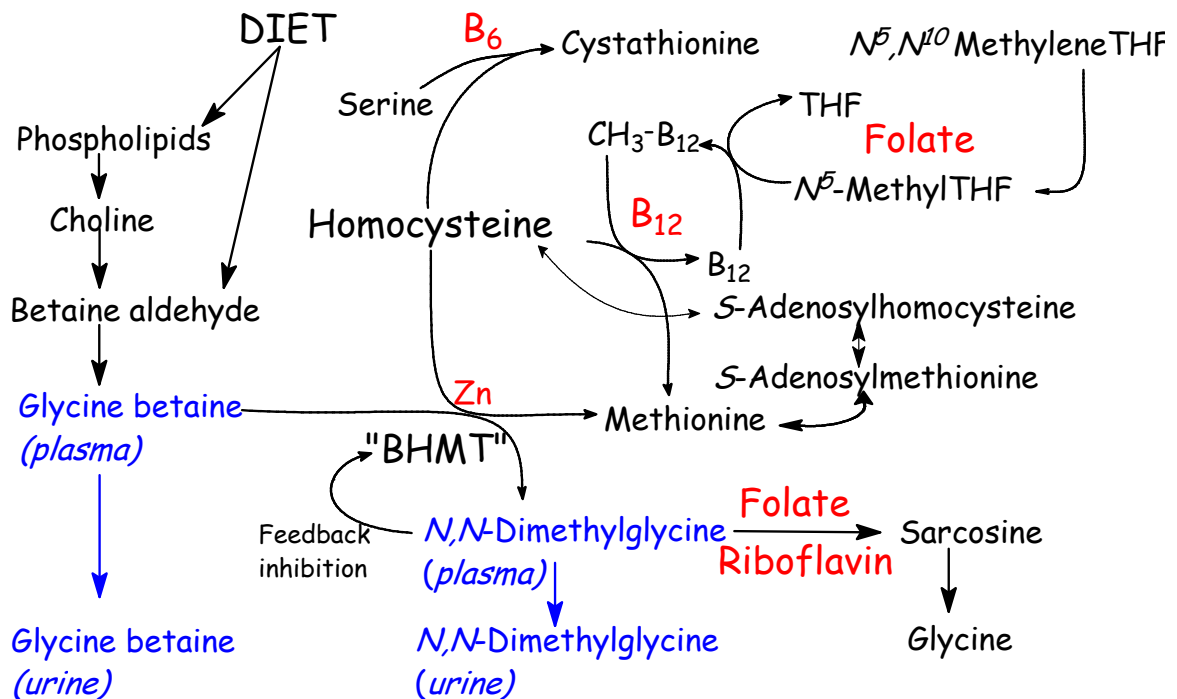 DIET
B6
Cystathionine
N5,N10 MethyleneTHF
Serine
THF
Phospholipids
CH3-B12
Folate
N5-MethylTHF
Choline
Homocysteine
B12
B12
Betaine aldehyde
S-Adenosylhomocysteine
S-Adenosylmethionine
Zn
Glycine betaine
(plasma)
Methionine
"BHMT"
Feedback
inhibition
N,N-Dimethylglycine
(plasma)
Folate
Riboflavin
Sarcosine
Glycine betaine
(urine)
N,N-Dimethylglycine
(urine)
Glycine